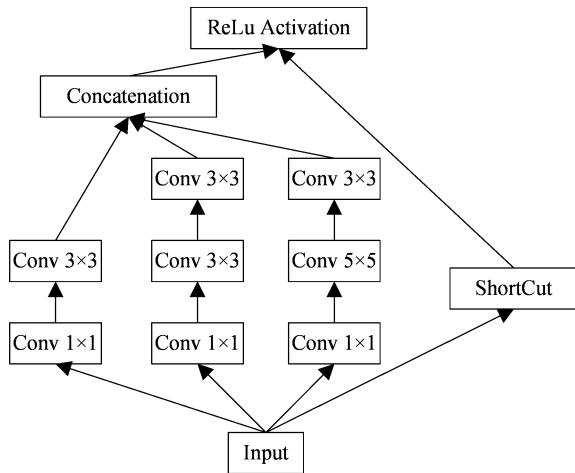 ReLu Activation
Concatenation
Conv 3×3
Conv 3×3
Conv 3×3
Conv 3×3
Conv 5×5
ShortCut
Conv 1×1
Conv 1×1
Conv 1×1
Input